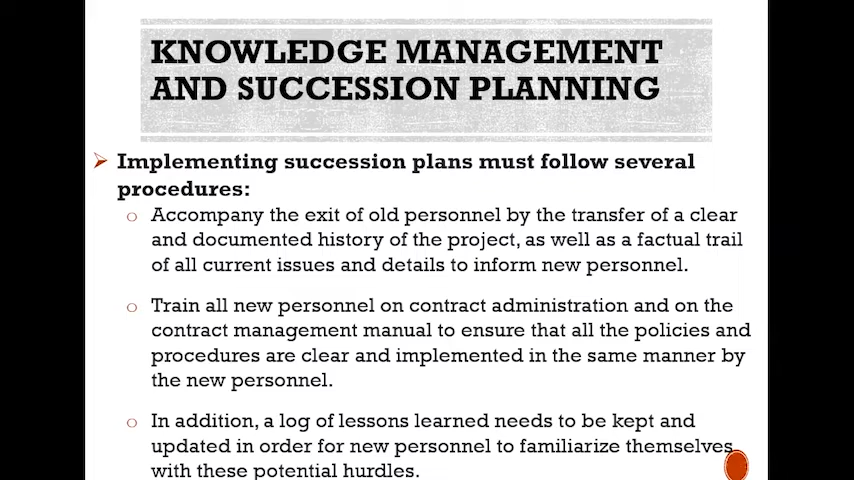 KNOWLEDGE MANAGEMENT
AND SUCCESSION PLANNING
Implementing succession plans must follow several
procedures:
Accompany the exit of old personnel by the transfer of a clear
and documented history of the project, as well as a factual trail
of all current issues and details to inform new personnel.
Train all new personnel on contract administration and on the
contract management manual to ensure that all the policies and
procedures are clear and implemented in the same manner by
the new personnel.
In addition, a log of lessons learned needs to be kept and
updated in order for new personnel to familiarize themselves
with these potential hurdles.